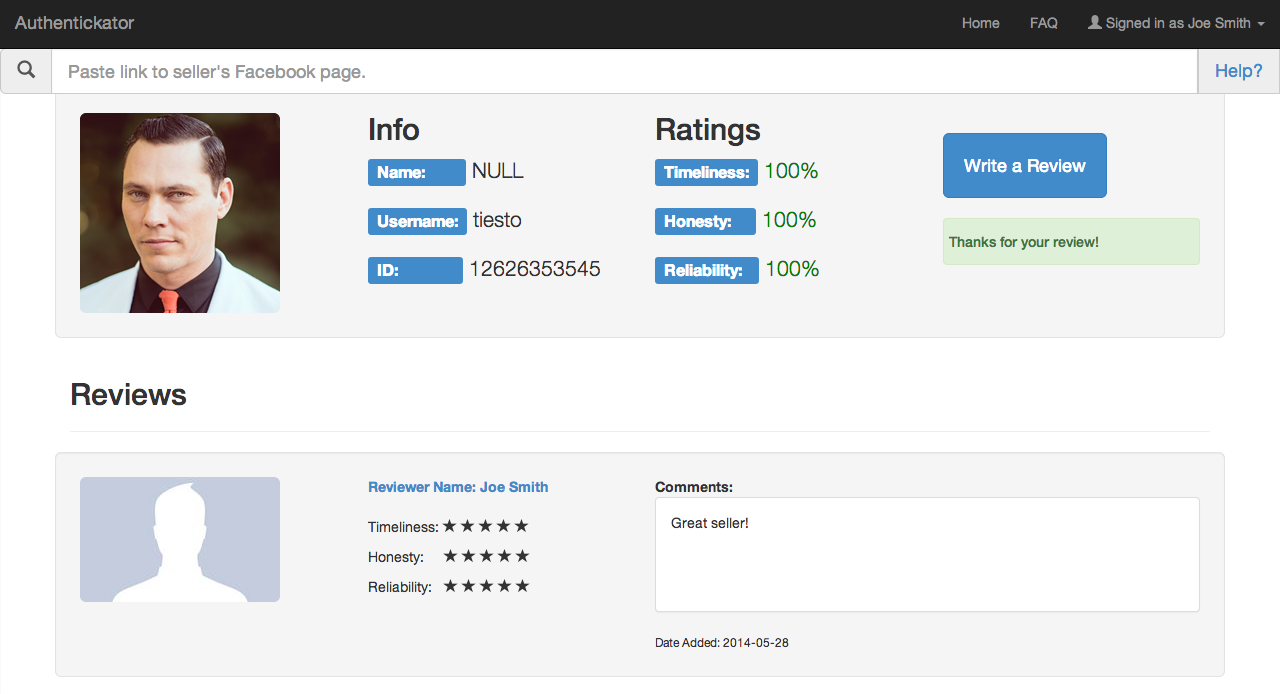 Authentickator
Home FAQ Signed in as Joe Smith
Paste link to seller's Facebook page. Help?
Info
Name: NULL
Username: tiesto
ID: 12626353545
Ratings
Timeliness: 100%
Honesty: 100%
Reliability: 100%
Write a Review
Thanks for your review!
Reviews
Reviewer Name: Joe Smith
Timeliness: ★★★★★
Honesty: ★★★★★
Reliability: ★★★★★
Comments:
Great seller!
Date Added: 2014-05-28